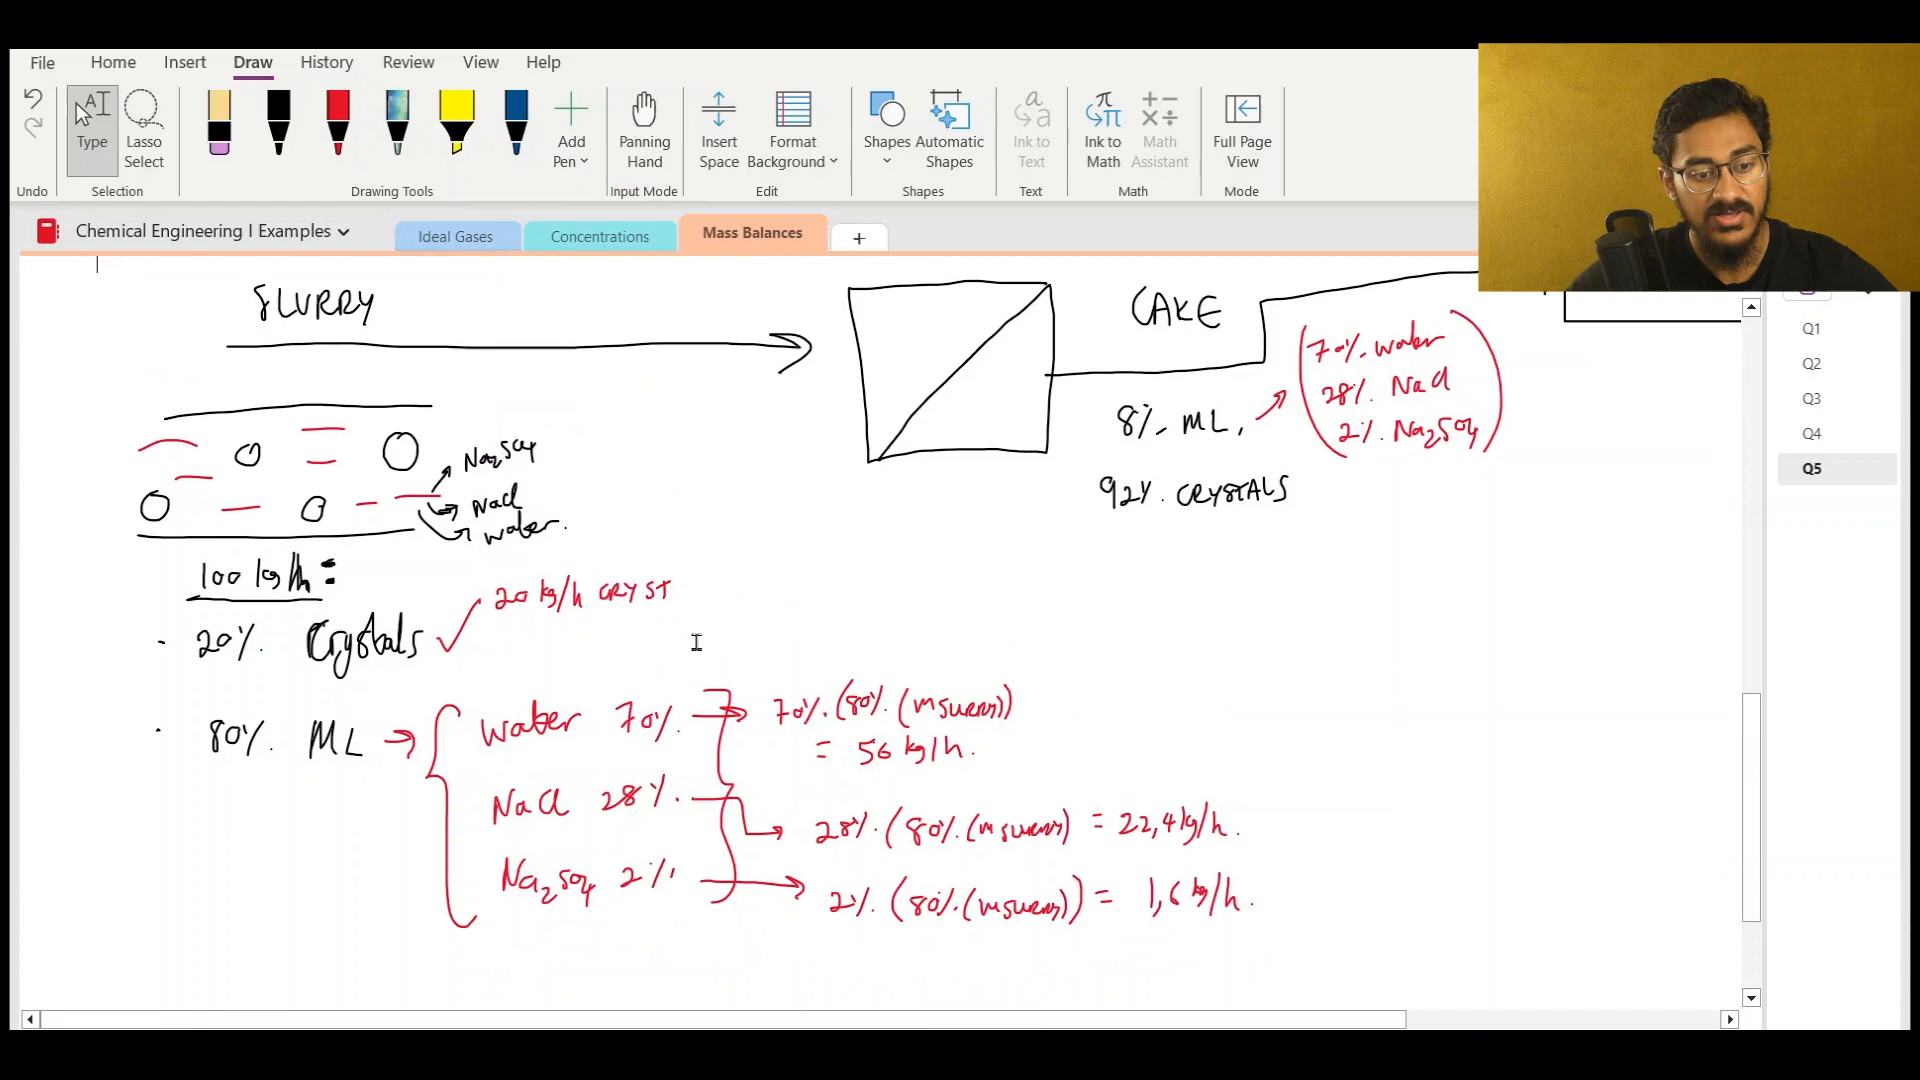 File Home Insert Draw History Review View Help
Undo
Type
Lasso Select
Selection
Drawing Tools
Add Pen
Panning Hand
Input Mode
Insert Space
Format Background
Edit
Shapes
Automatic Shapes
Shapes
Ink to Text
Text
Ink to Math
Math Assistant
Math
Full Page View
Mode
Chemical Engineering I Examples
Ideal Gases
Concentrations
Mass Balances
+
Q1
Q2
Q3
Q4
Q5
SLURRY
CAKE
8% ML,
92% CRYSTALS
70% water
28% NaCl
2% Na2SO4
Na2SO4
NaCl
water.
100 kg/h:
- 20% Crystals
20 kg/h CRYST
· 80% ML
water 70%
NaCl 28%
Na2SO4 2%
70%(80%(mslurry))
= 56 kg/h.
28%(80%(mslurry) = 22,4 kg/h.
2%(80%(mslurry)) = 1,6 kg/h.